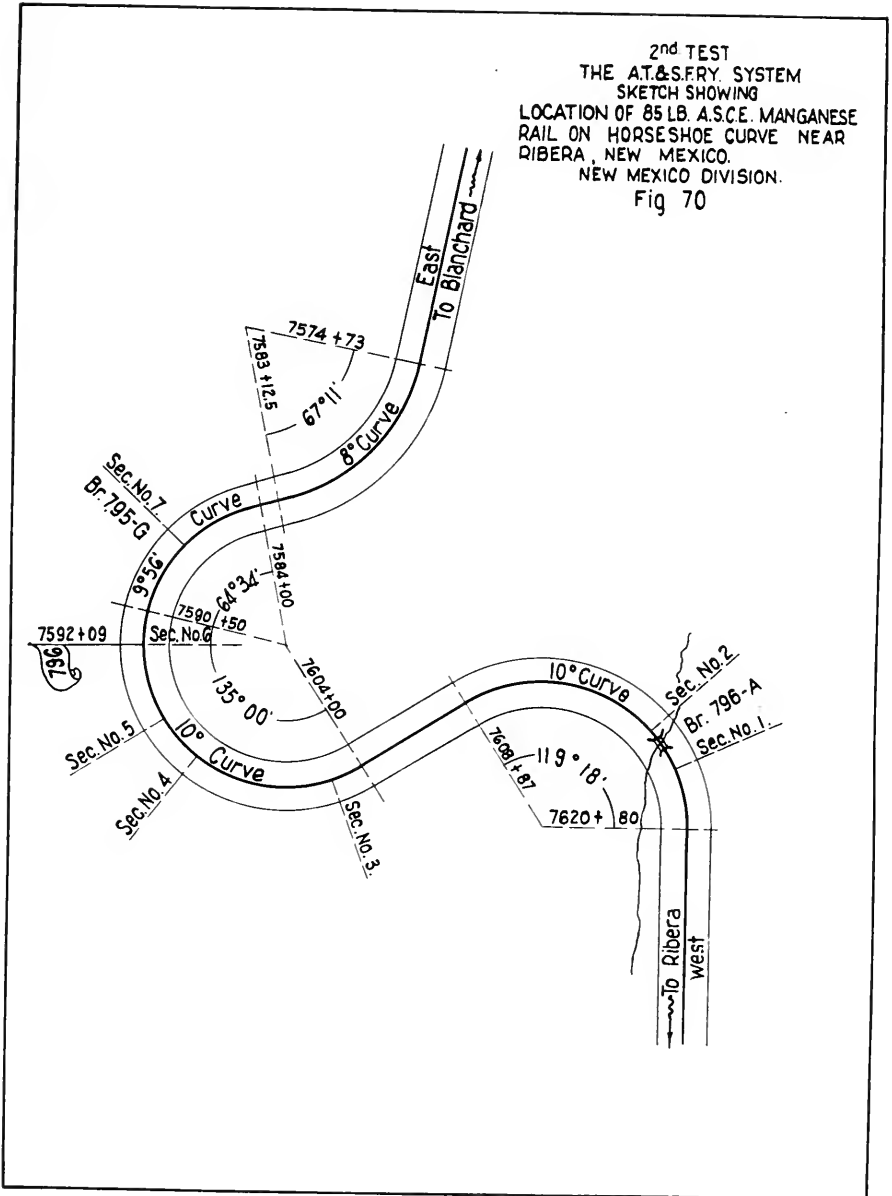 2nd TEST
THE A.T.&S.F.RY. SYSTEM
SKETCH SHOWING
LOCATION OF 85 LB. A.S.C.E. MANGANESE
RAIL ON HORSESHOE CURVE NEAR
RIBERA, NEW MEXICO.
NEW MEXICO DIVISION.
Fig 70
East
To Blanchard
7574 +73
7583 +12.5
67°11'
8° Curve
Sec. No. 7.
Br. 795-G
Curve
9°56'
7584+00
64°34'
7590 +50
7592+09
Sec. No. 6
796
135° 00'
7604+00
Sec. No. 5
10° Curve
Sec. No. 4
Sec. No. 3.
10° Curve
Sec. No. 2
Br. 796-A
Sec. No. 1.
7608 +87
119° 18'
7620+ 80
To Ribera
West